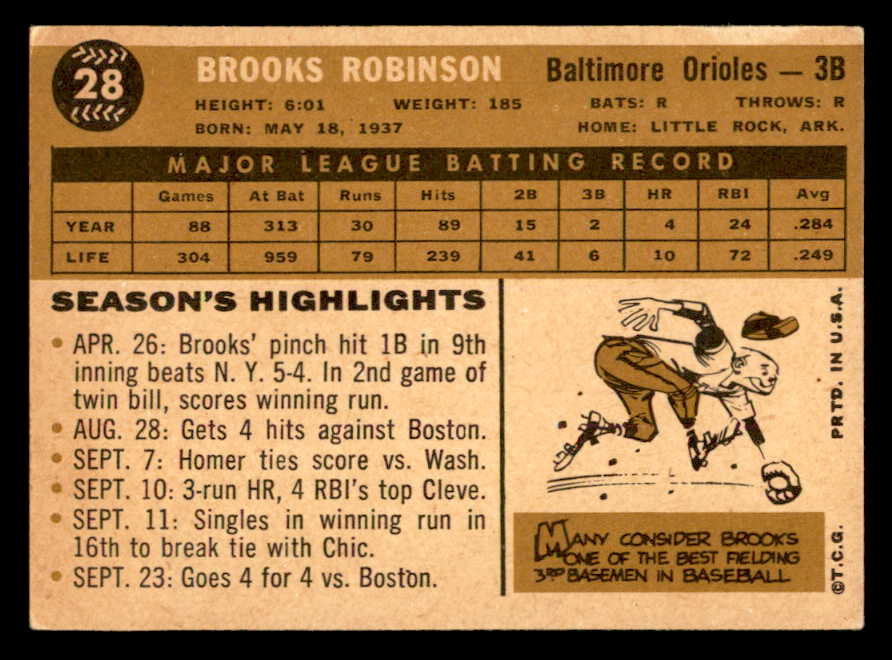 28
BROOKS ROBINSON Baltimore Orioles — 3B
HEIGHT: 6:01 WEIGHT: 185 BATS: R THROWS: R
BORN: MAY 18, 1937 HOME: LITTLE ROCK, ARK.
MAJOR LEAGUE BATTING RECORD
Games At Bat Runs Hits 2B 3B HR RBI Avg
YEAR 88 313 30 89 15 2 4 24 .284
LIFE 304 959 79 239 41 6 10 72 .249
SEASON'S HIGHLIGHTS
• APR. 26: Brooks' pinch hit 1B in 9th
inning beats N. Y. 5-4. In 2nd game of
twin bill, scores winning run.
• AUG. 28: Gets 4 hits against Boston.
• SEPT. 7: Homer ties score vs. Wash.
• SEPT. 10: 3-run HR, 4 RBI's top Cleve.
• SEPT. 11: Singles in winning run in
16th to break tie with Chic.
• SEPT. 23: Goes 4 for 4 vs. Boston.
MANY CONSIDER BROOKS
ONE OF THE BEST FIELDING
3RD BASEMEN IN BASEBALL
©T.C.G. PRTD. IN U.S.A.